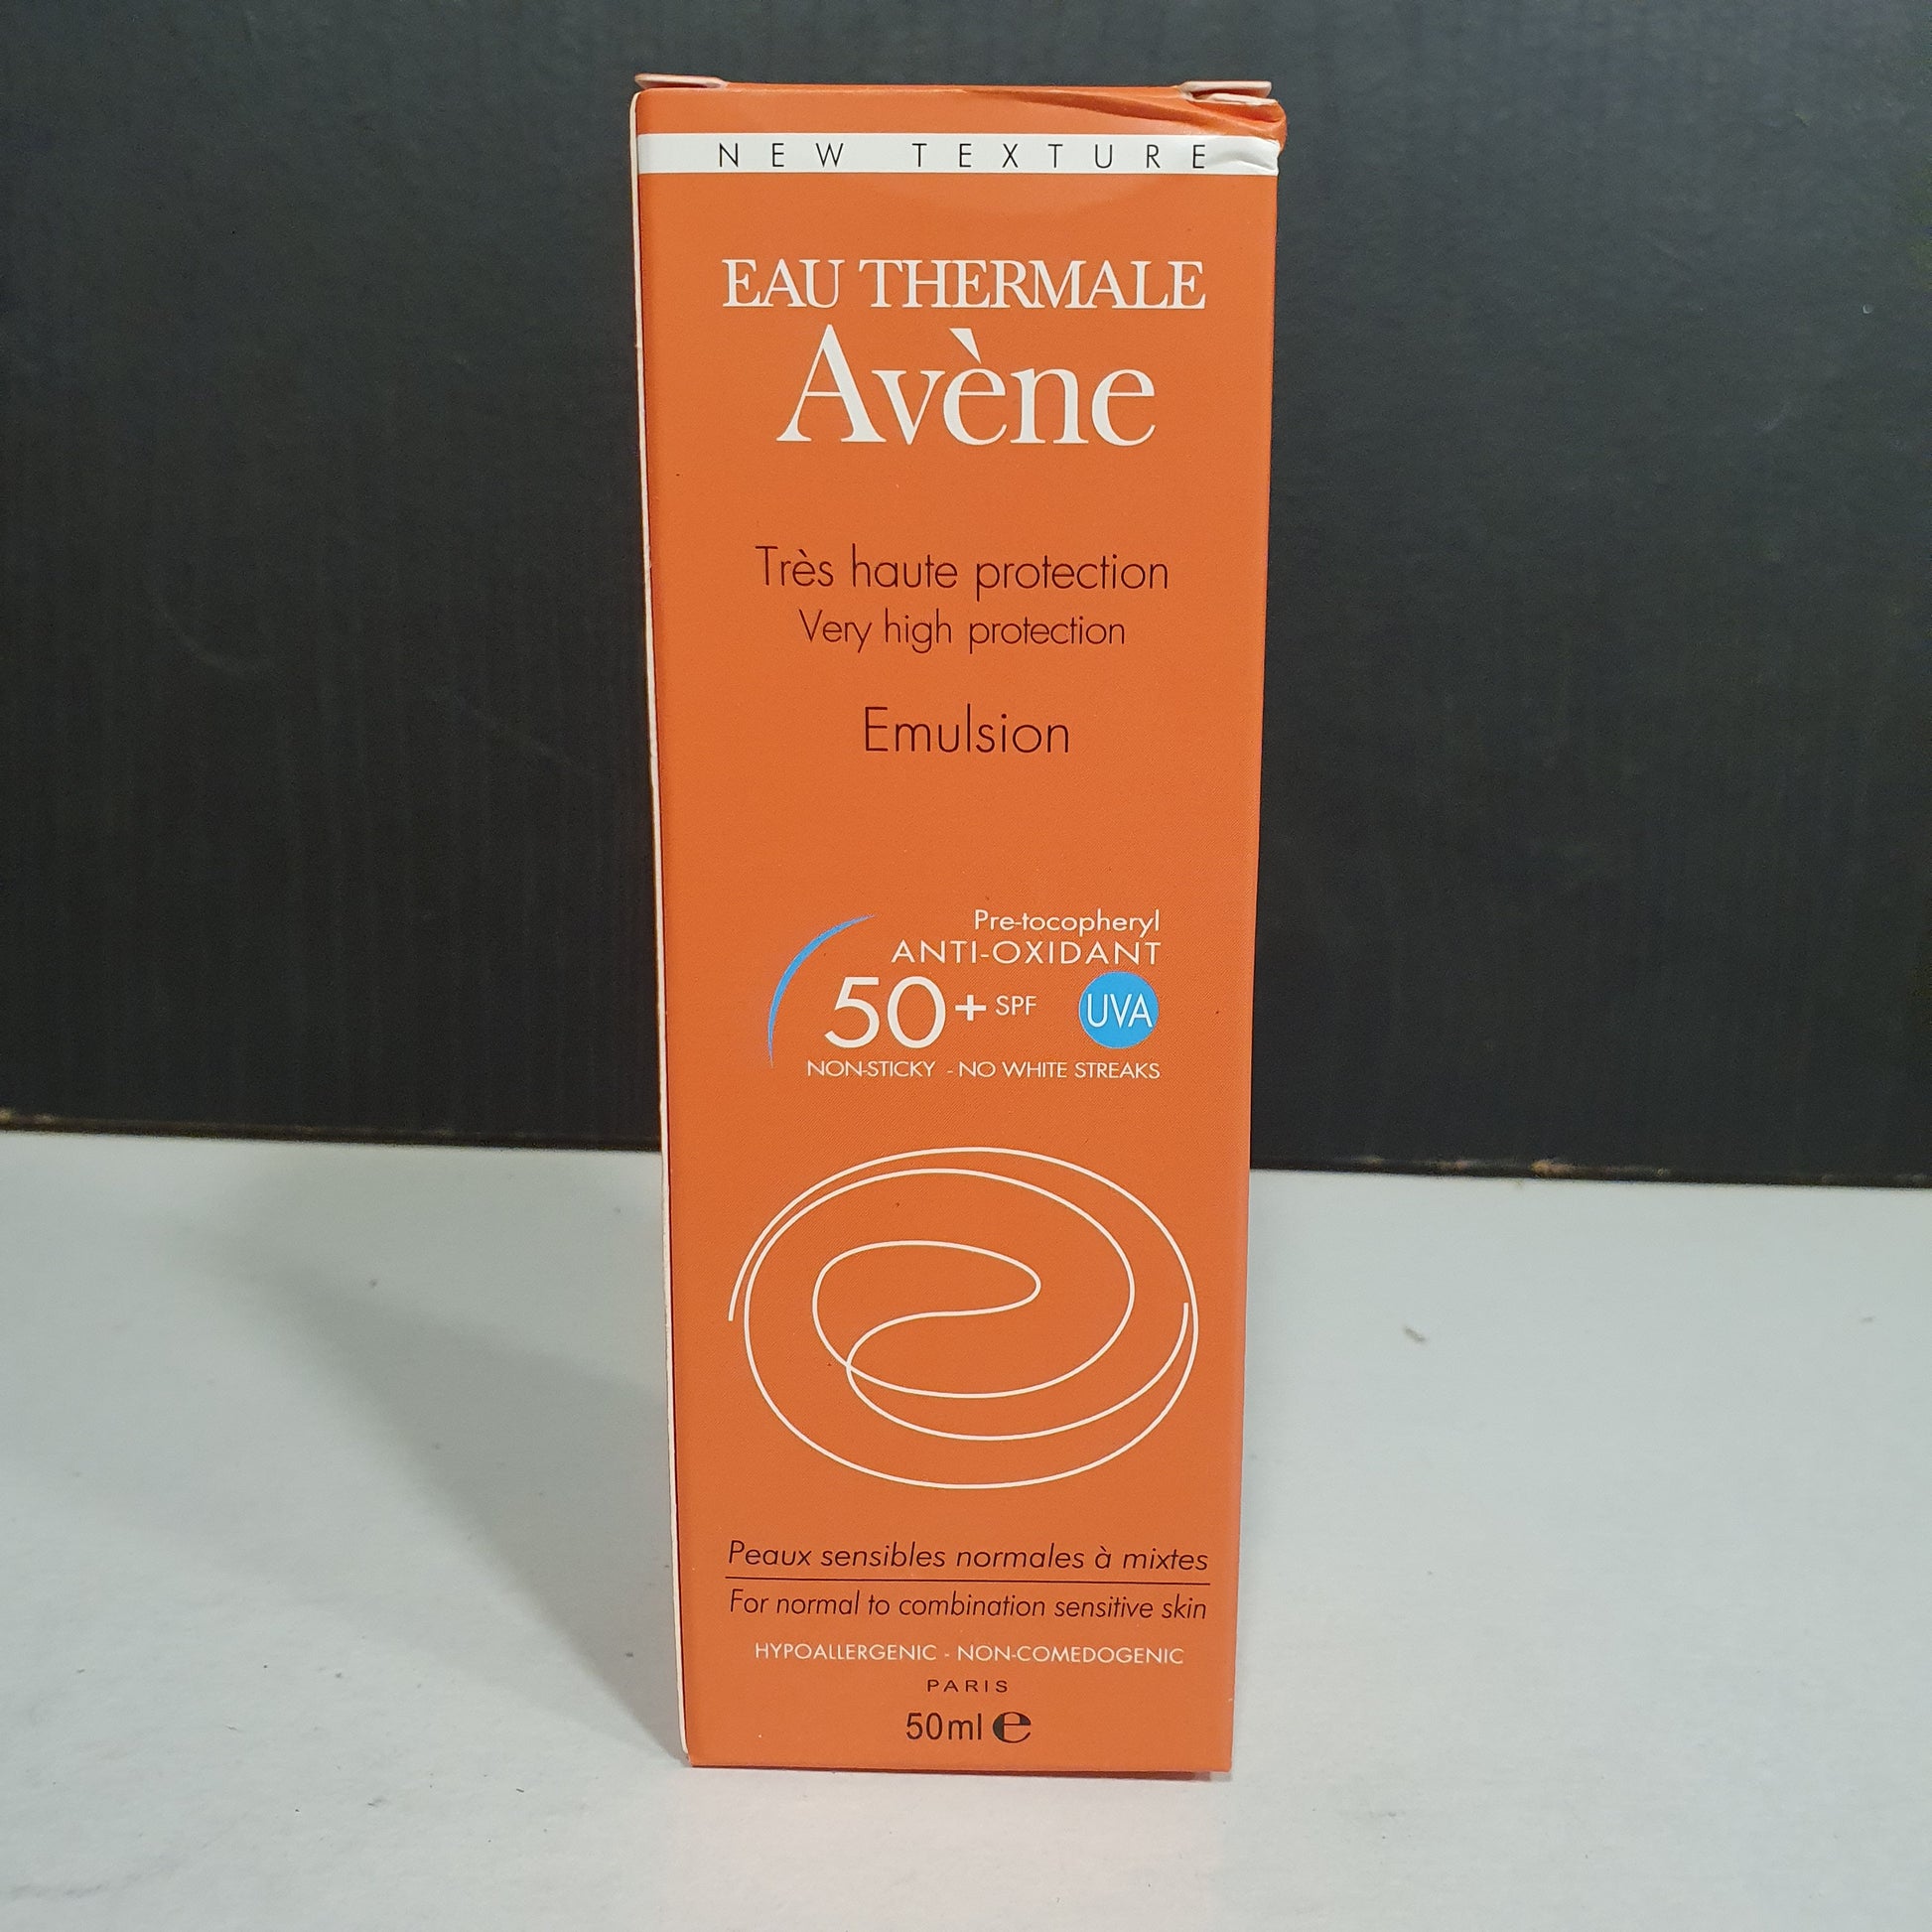 NEW TEXTURE
EAU THERMALE
Avène
Très haute protection
Very high protection
Emulsion
Pre-tocopheryl
ANTI-OXIDANT
50+ SPF UVA
NON-STICKY - NO WHITE STREAKS
Peaux sensibles normales à mixtes
For normal to combination sensitive skin
HYPOALLERGENIC - NON-COMEDOGENIC
PARIS
50ml ℮